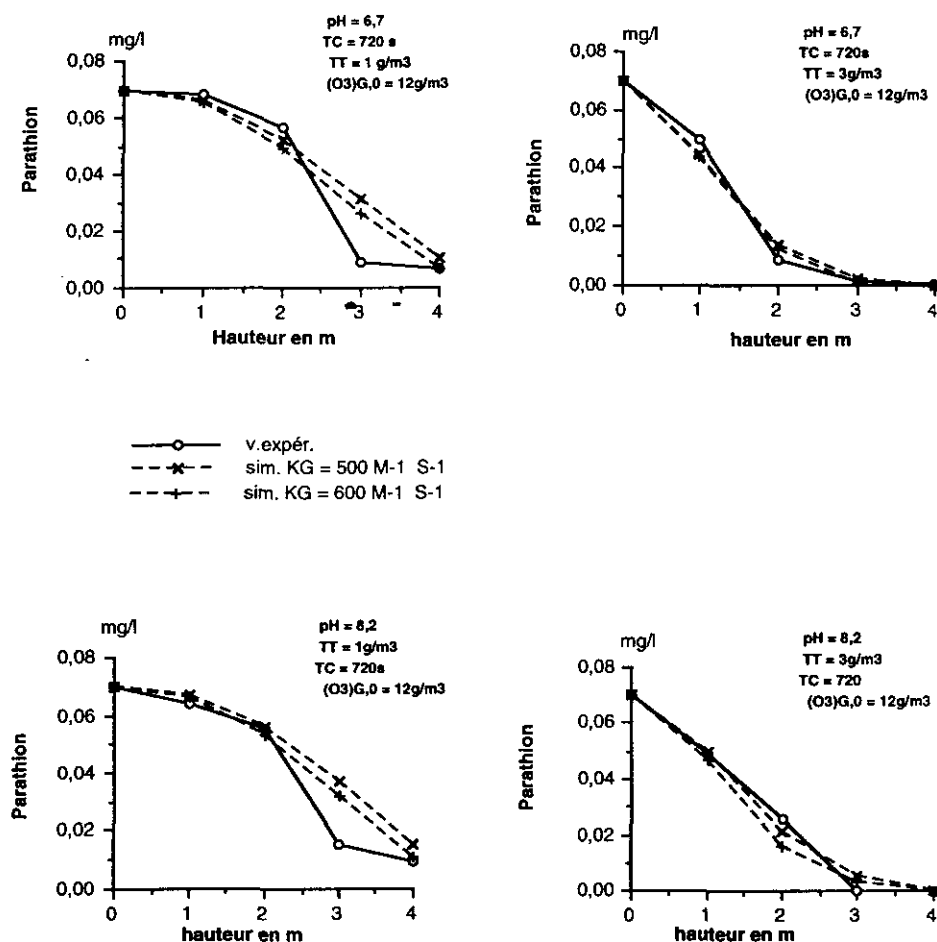 pH = 6,7
TC = 720 s
TT = 1 g/m3
(O3)G,0 = 12g/m3
mg/l
0,08
0,06
0,04
0,02
0,00
Parathion
0 1 2 3 4
Hauteur en m
pH = 6,7
TC = 720s
TT = 3g/m3
(O3)G,0 = 12g/m3
mg/l
0,08
0,06
0,04
0,02
0,00
Parathion
0 1 2 3 4
hauteur en m
v.expér.
sim. KG = 500 M-1 S-1
sim. KG = 600 M-1 S-1
pH = 8,2
TT = 1g/m3
TC = 720s
(O3)G,0 = 12g/m3
mg/l
0,08
0,06
0,04
0,02
0,00
Parathion
0 1 2 3 4
hauteur en m
pH = 8,2
TT = 3g/m3
TC = 720
(O3)G,0 = 12g/m3
mg/l
0,08
0,06
0,04
0,02
0,00
Parathion
0 1 2 3 4
hauteur en m